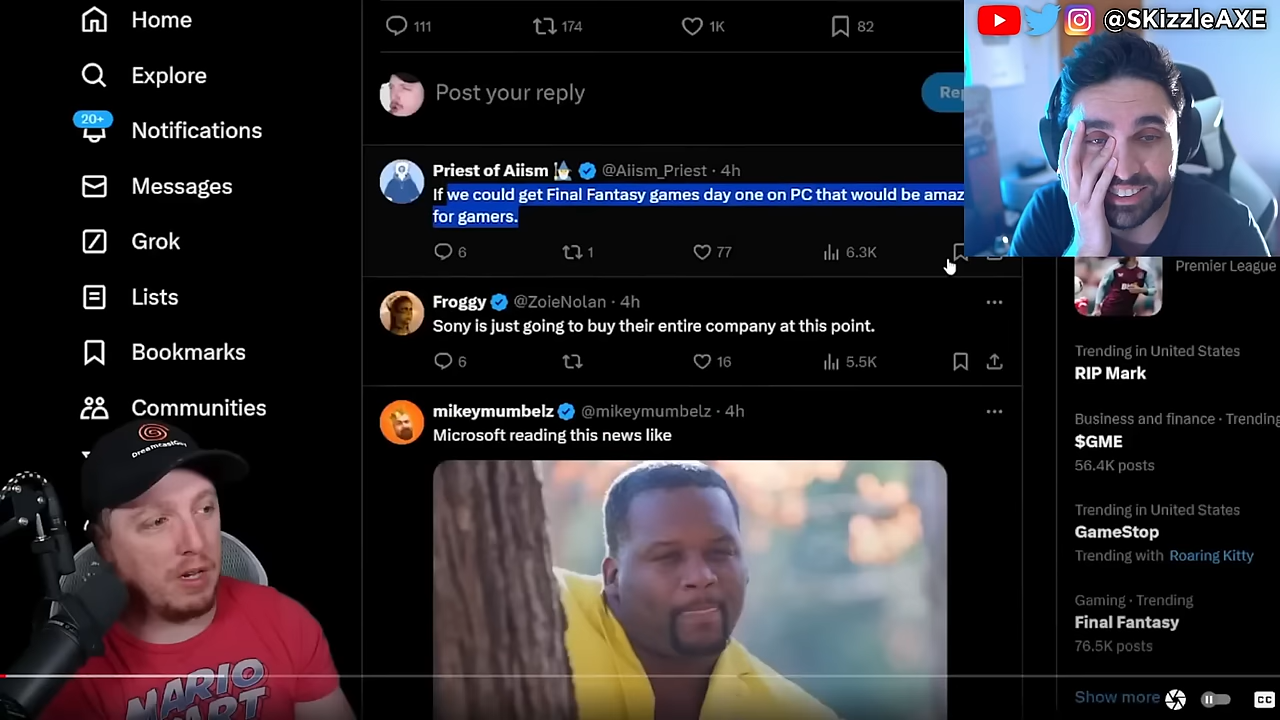 Home
Explore
20+
Notifications
Messages
Grok
Lists
Bookmarks
Communities
111
174
1K
82
Post your reply
Rep
Priest of Aiism @Aiism_Priest · 4h
If we could get Final Fantasy games day one on PC that would be amaz
for gamers.
6
1
77
6.3K
Froggy @ZoieNolan · 4h
Sony is just going to buy their entire company at this point.
6
16
5.5K
mikeymumbelz @mikeymumbelz · 4h
Microsoft reading this news like
@SKizzleAXE
Premier League
Trending in United States
RIP Mark
Business and finance · Trending
$GME
56.4K posts
Trending in United States
GameStop
Trending with Roaring Kitty
Gaming · Trending
Final Fantasy
76.5K posts
Show more
CC
MARIO
KART